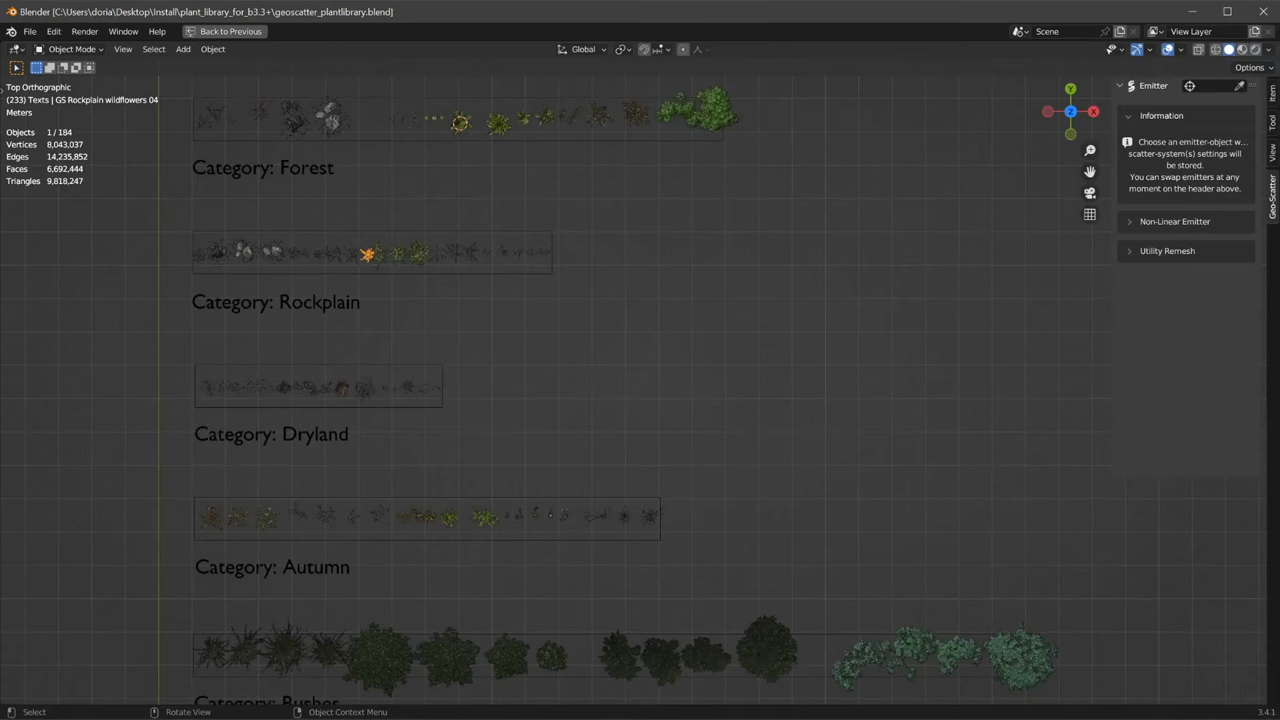 Blender [C:\Users\doria\Desktop\Install\plant_library_for_b3.3+\geoscatter_plantlibrary.blend]
File Edit Render Window Help Back to Previous Scene View Layer
Object Mode View Select Add Object Global
Options
Top Orthographic
(233) Texts | GS Rockplain wildflowers 04
Meters
Objects 1 / 184
Vertices 8,043,037
Edges 14,235,852
Faces 6,692,444
Triangles 9,818,247
Y
X
Z
Emitter
Information
Choose an emitter-object w...
scatter-system(s) settings will
be stored.
You can swap emitters at any
moment on the header above.
Non-Linear Emitter
Utility Remesh
Item
Tool
View
Geo-Scatter
Category: Forest
Category: Rockplain
Category: Dryland
Category: Autumn
Category: Bushes
Select Rotate View Object Context Menu 3.4.1